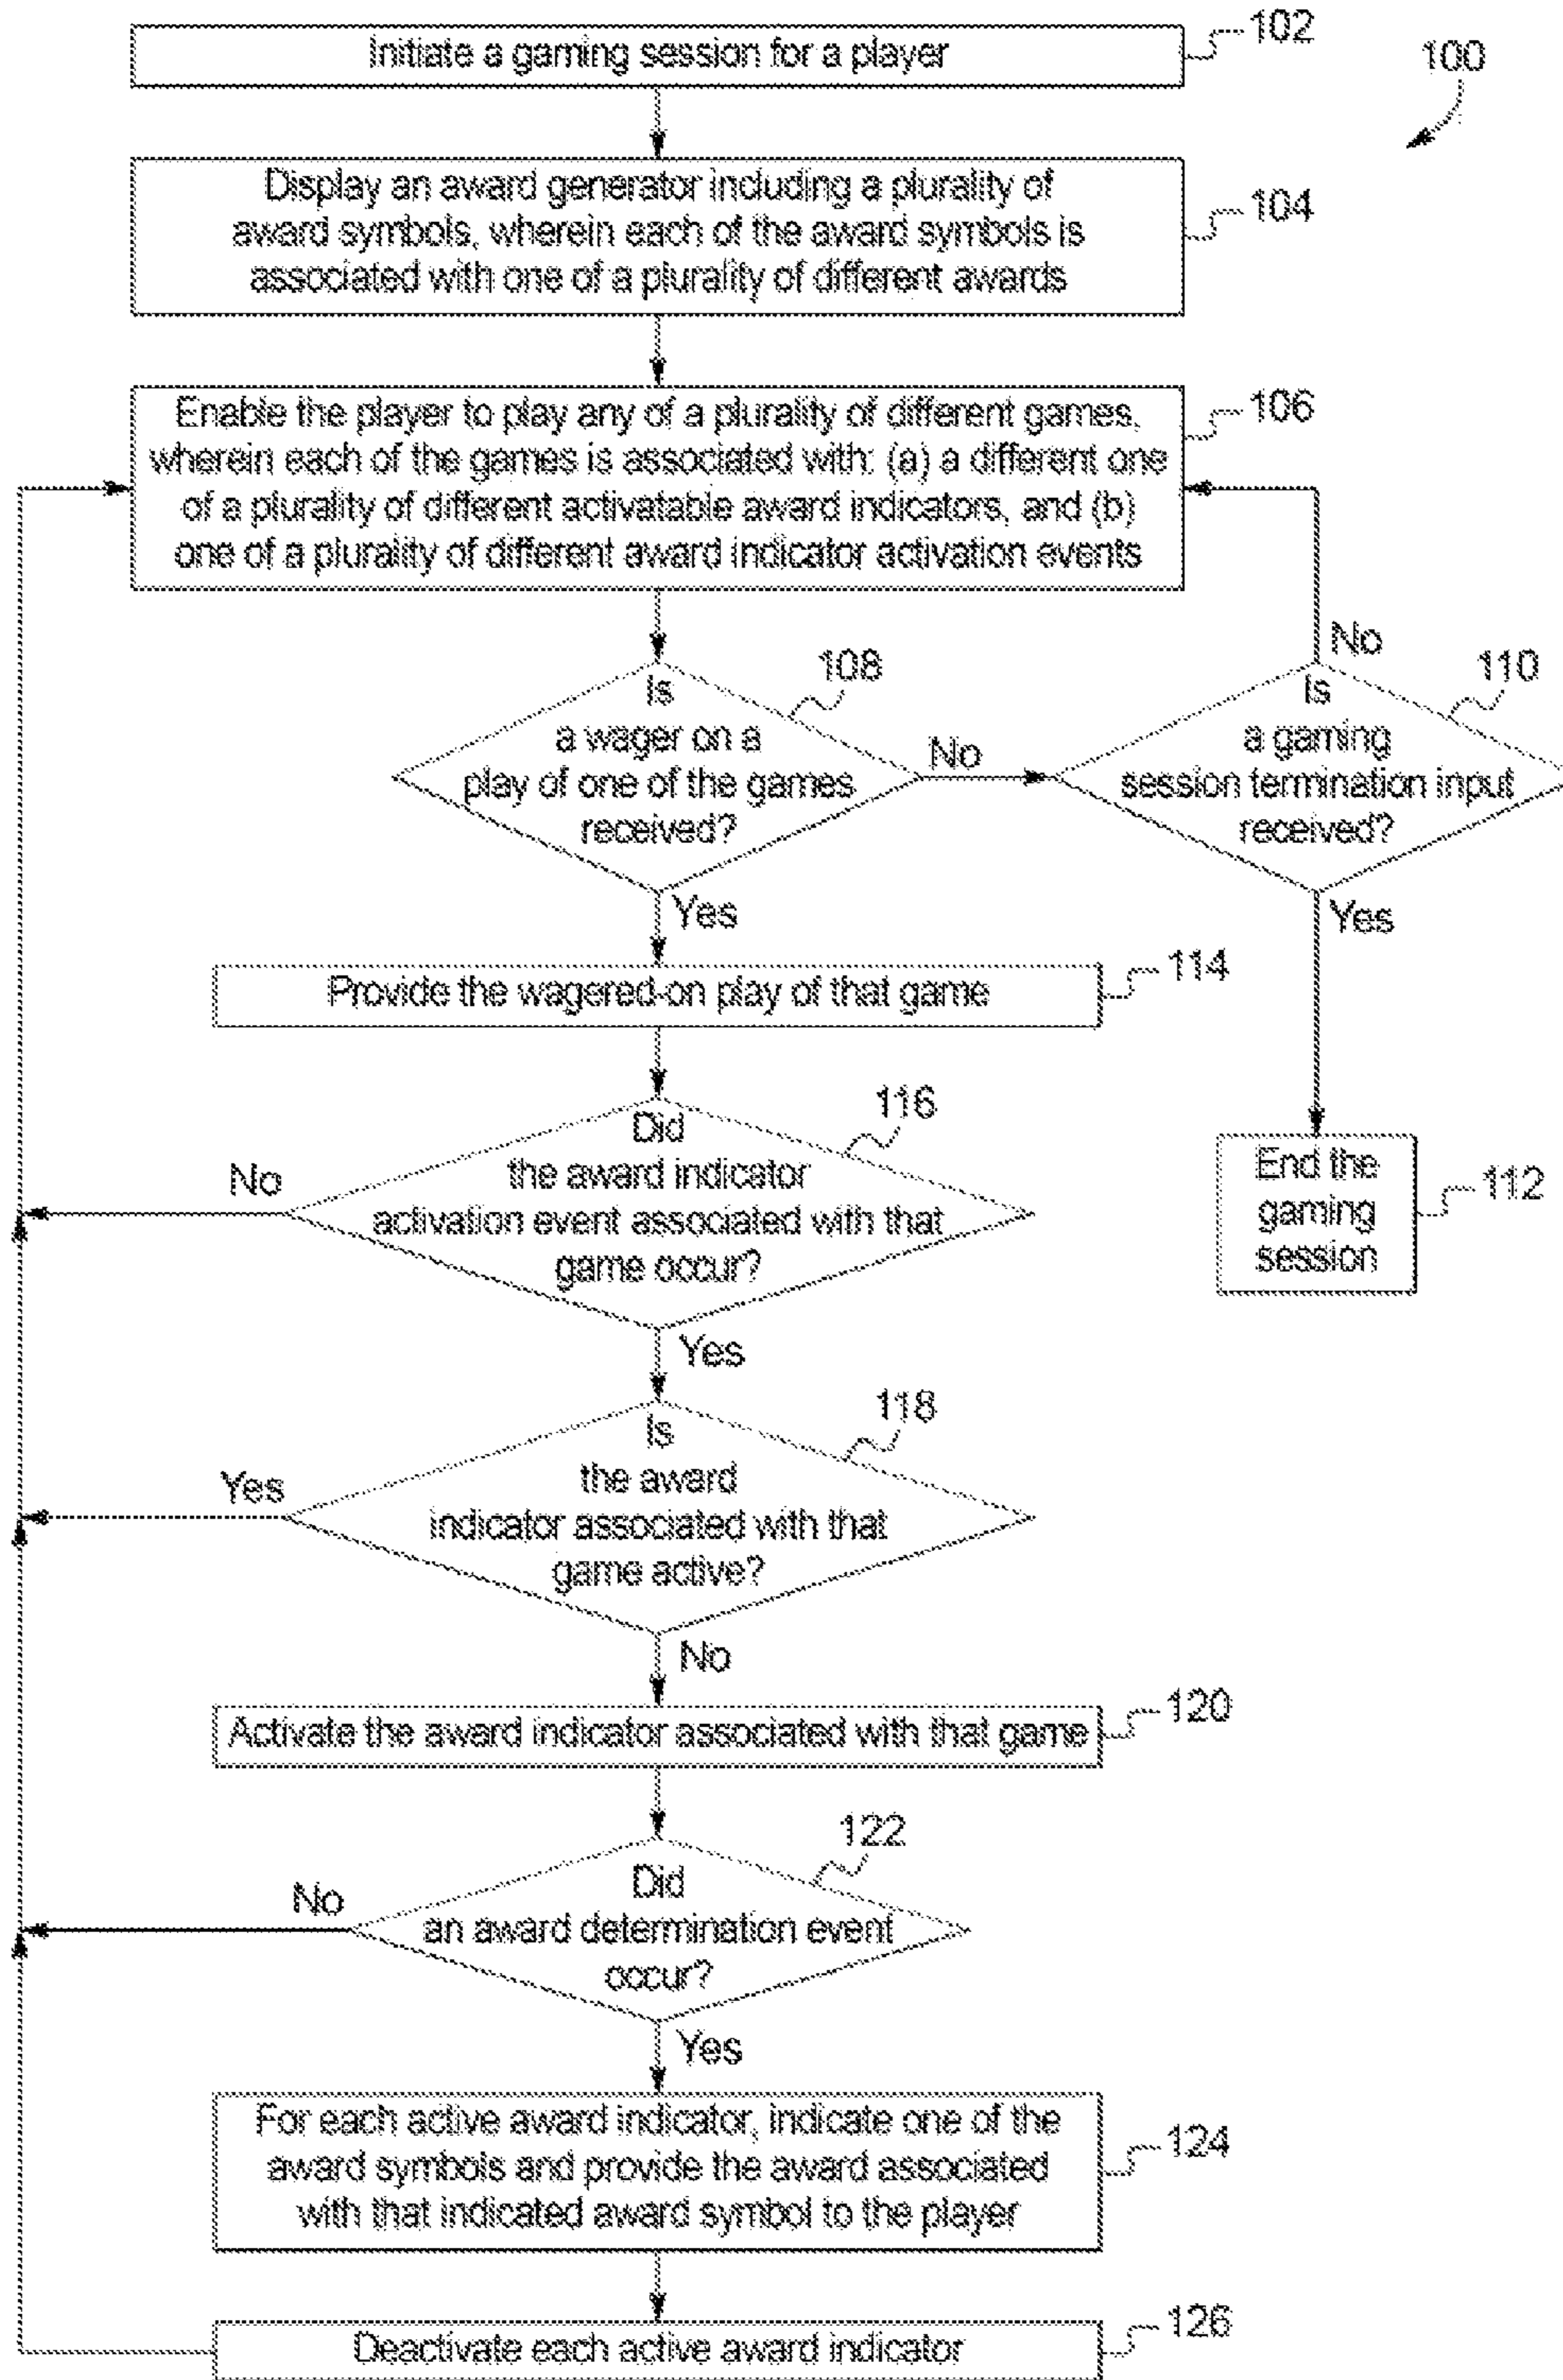 Initiate a gaming session for a player
102
100
Display an award generator including a plurality of
award symbols, wherein each of the award symbols is
associated with one of a plurality of different awards
104
Enable the player to play any of a plurality of different games,
wherein each of the games is associated with: (a) a different one
of a plurality of different activatable award indicators, and (b)
one of a plurality of different award indicator activation events
106
Is
a wager on a
play of one of the games
received?
108
No
Yes
Is
a gaming
session termination input
received?
110
No
Yes
End the
gaming
session
112
Provide the wagered-on play of that game
114
Did
the award indicator
activation event associated with that
game occur?
116
No
Yes
Is
the award
indicator associated with that
game active?
118
Yes
No
Activate the award indicator associated with that game
120
Did
an award determination event
occur?
122
No
Yes
For each active award indicator, indicate one of the
award symbols and provide the award associated
with that indicated award symbol to the player
124
Deactivate each active award indicator
126